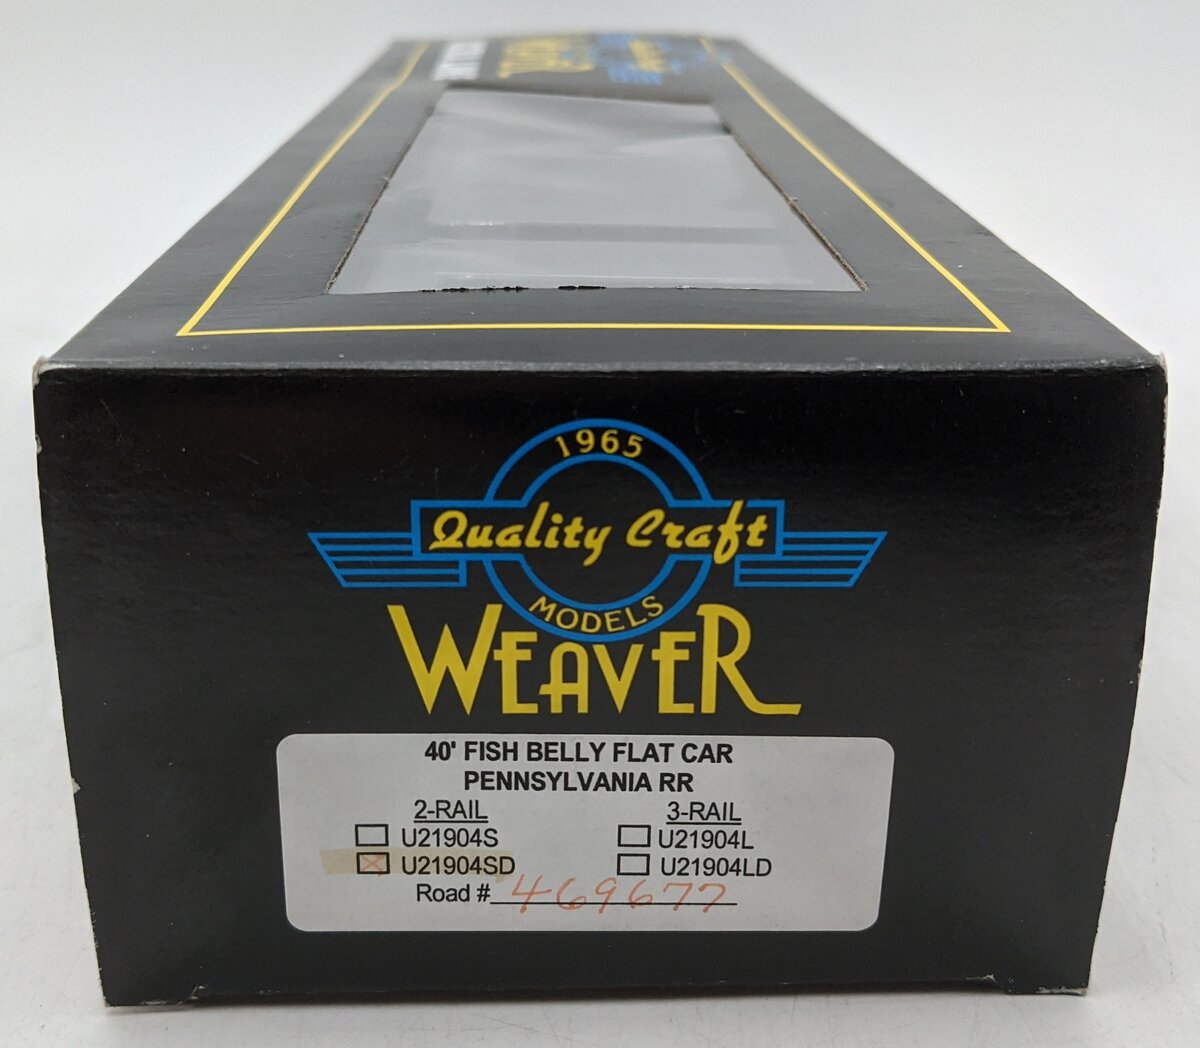 1965
Quality Craft
MODELS
WEAVER
40' FISH BELLY FLAT CAR
PENNSYLVANIA RR
2-RAIL 3-RAIL
U21904S U21904L
U21904SD U21904LD
Road # 469677